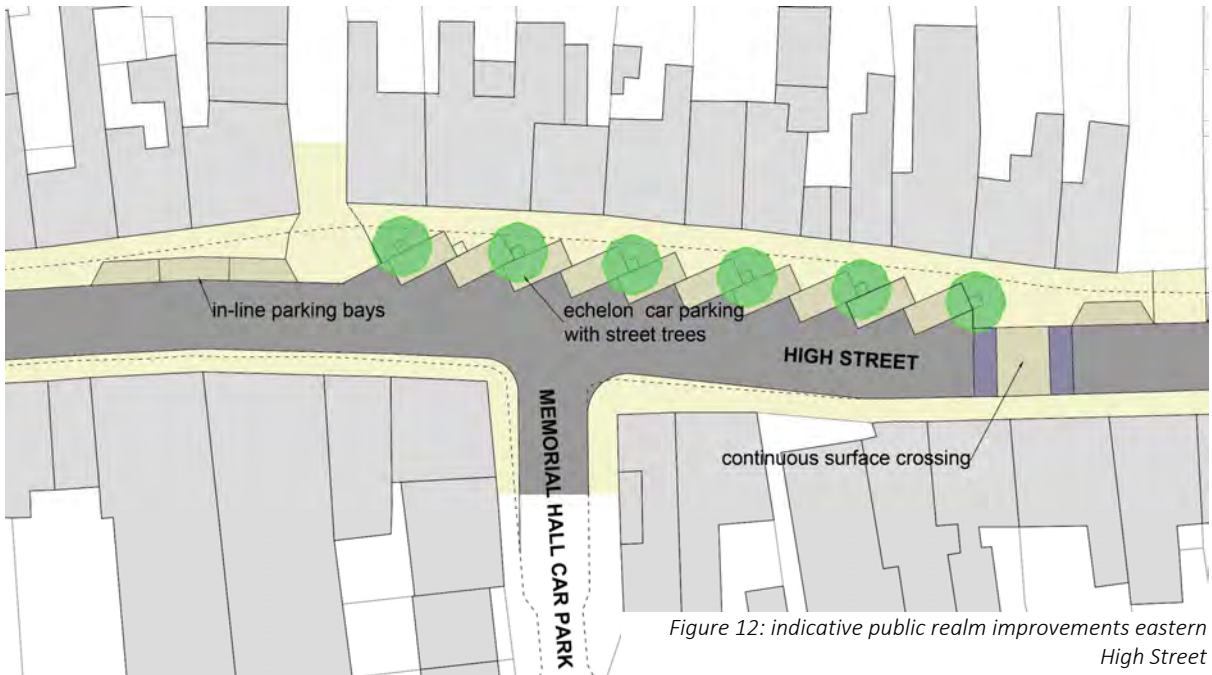 in-line parking bays
echelon car parking
with street trees
HIGH STREET
MEMORIAL HALL CAR PARK
continuous surface crossing
Figure 12: indicative public realm improvements eastern
High Street